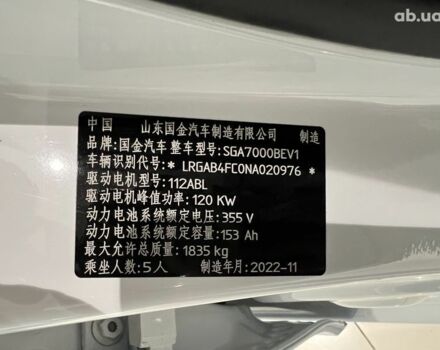 ab.ua
中国 山东国金汽车制造有限公司 制造
品牌:国金汽车 整车型号:SGA7000BEV1
车辆识别代号:* LRGAB4FC0NA020976 *
驱动电机型号:112ABL
驱动电机峰值功率:120 KW
动力电池系统额定电压:355 V
动力电池系统额定容量:153 Ah
最大允许总质量:1835 kg
乘坐人数:5人 制造年月:2022-11